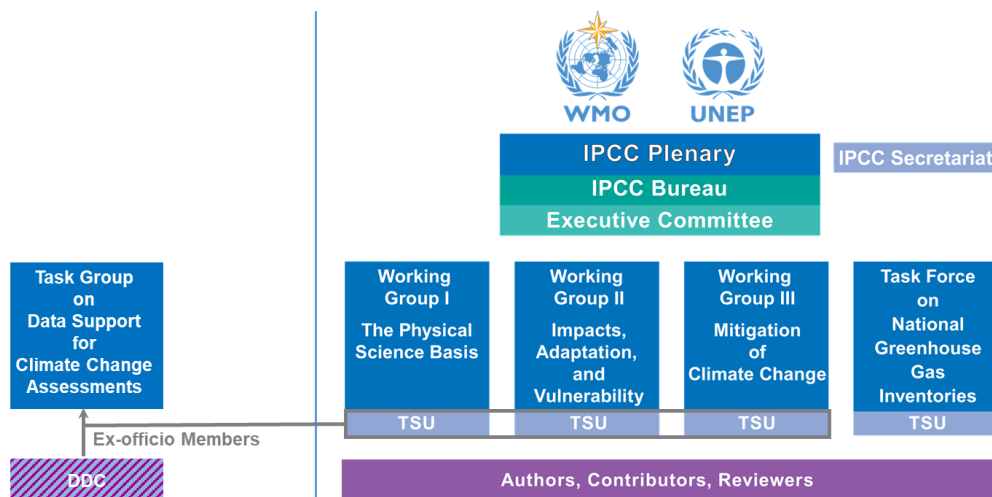 WMO
UNEP
IPCC Plenary
IPCC Secretariat
IPCC Bureau
Executive Committee
Task Group
on
Data Support
for
Climate Change
Assessments
Working
Group I
The Physical
Science Basis
TSU
Working
Group II
Impacts,
Adaptation,
and
Vulnerability
TSU
Working
Group III
Mitigation
of
Climate Change
TSU
Task Force
on
National
Greenhouse
Gas
Inventories
TSU
Ex-officio Members
DDC
Authors, Contributors, Reviewers